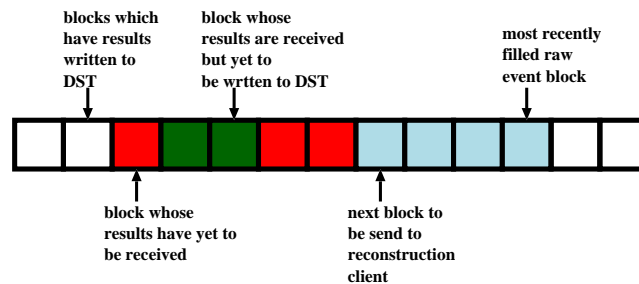 blocks which
have results
written to
DST
block whose
results are received
but yet to
be wrtten to DST
most recently
filled raw
event block
block whose
results have yet to
be received
next block to
be send to
reconstruction
client